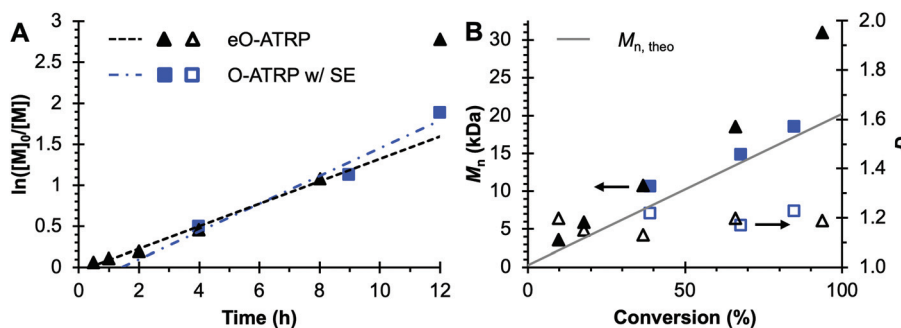 A
3
2.5
2
1.5
1
0.5
0
ln([M]0/[M])
eO-ATRP
O-ATRP w/ SE
0 2 4 6 8 10 12
Time (h)
B
30
25
20
15
10
5
0
Mn (kDa)
Mn, theo
2.0
1.8
1.6
1.4
1.2
1.0
0 50 100
Conversion (%)